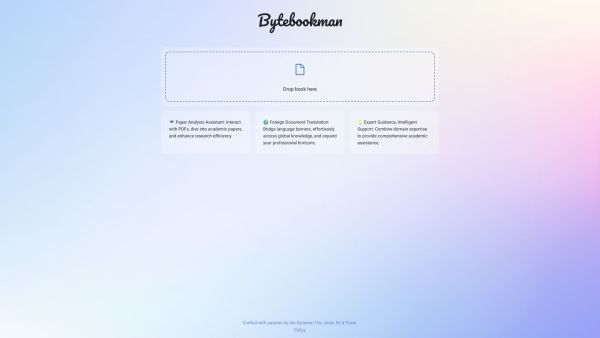 Bytebookman
Drop book here
Paper Analysis Assistant: Interact
with PDFs, dive into academic papers,
and enhance research efficiency.
Foreign Document Translation:
Bridge language barriers, effortlessly
access global knowledge, and expand
your professional horizons.
Expert Guidance, Intelligent
Support: Combine domain expertise
to provide comprehensive academic
assistance.
Crafted with passion by the Dynamic Trio: Andy, Ed & Frank.
Policy